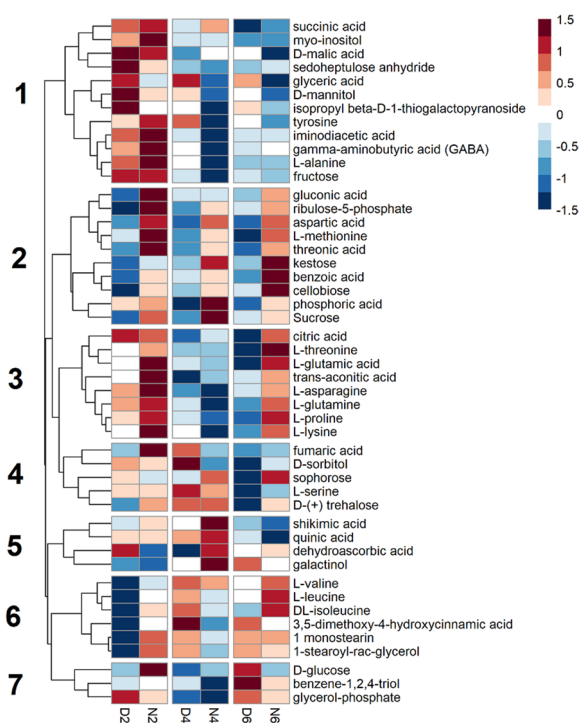 1
succinic acid
myo-inositol
D-malic acid
sedoheptulose anhydride
glyceric acid
D-mannitol
isopropyl beta-D-1-thiogalactopyranoside
tyrosine
iminodiacetic acid
gamma-aminobutyric acid (GABA)
L-alanine
fructose
2
gluconic acid
ribulose-5-phosphate
aspartic acid
L-methionine
threonic acid
kestose
benzoic acid
cellobiose
phosphoric acid
Sucrose
3
citric acid
L-threonine
L-glutamic acid
trans-aconitic acid
L-asparagine
L-glutamine
L-proline
L-lysine
4
fumaric acid
D-sorbitol
sophorose
L-serine
D-(+) trehalose
5
shikimic acid
quinic acid
dehydroascorbic acid
galactinol
6
L-valine
L-leucine
DL-isoleucine
3,5-dimethoxy-4-hydroxycinnamic acid
1 monostearin
1-stearoyl-rac-glycerol
7
D-glucose
benzene-1,2,4-triol
glycerol-phosphate
D2 N2 D4 N4 D6 N6
1.5
1
0.5
0
-0.5
-1
-1.5